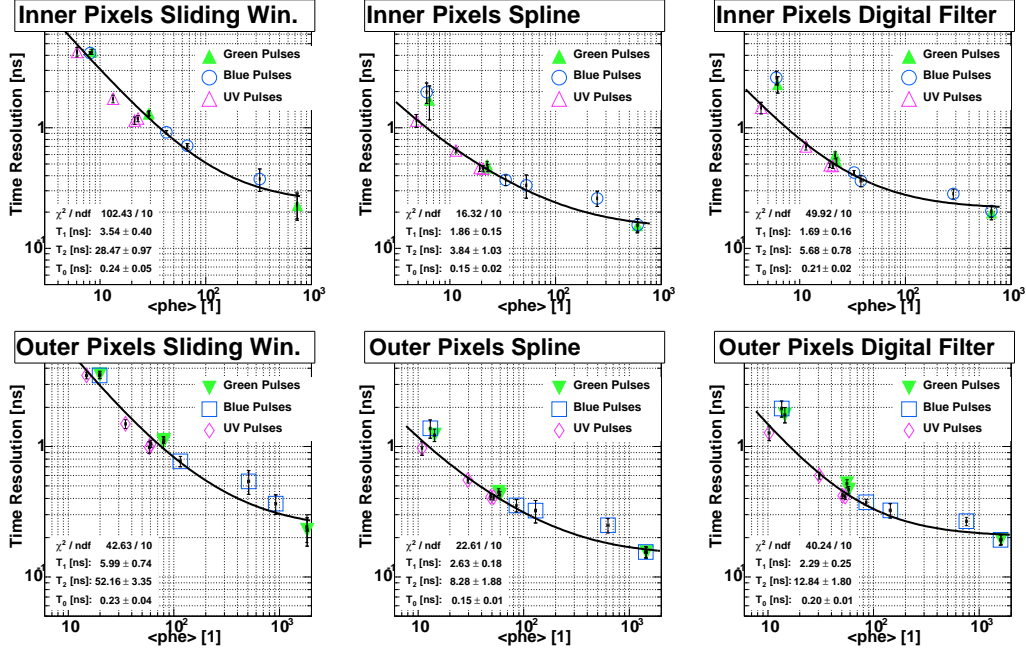 Inner Pixels Sliding Win.
Time Resolution [ns]
Green Pulses
Blue Pulses
UV Pulses
1
10⁻¹
χ² / ndf 102.43 / 10
T₁ [ns]: 3.54 ± 0.40
T₂ [ns]: 28.47 ± 0.97
T₀ [ns]: 0.24 ± 0.05
10 10² 10³
<phe> [1]
Inner Pixels Spline
Time Resolution [ns]
Green Pulses
Blue Pulses
UV Pulses
1
10⁻¹
χ² / ndf 16.32 / 10
T₁ [ns]: 1.86 ± 0.15
T₂ [ns]: 3.84 ± 1.03
T₀ [ns]: 0.15 ± 0.02
10 10² 10³
<phe> [1]
Inner Pixels Digital Filter
Time Resolution [ns]
Green Pulses
Blue Pulses
UV Pulses
1
10⁻¹
χ² / ndf 49.92 / 10
T₁ [ns]: 1.69 ± 0.16
T₂ [ns]: 5.68 ± 0.78
T₀ [ns]: 0.21 ± 0.02
10 10² 10³
<phe> [1]
Outer Pixels Sliding Win.
Time Resolution [ns]
Green Pulses
Blue Pulses
UV Pulses
1
10⁻¹
χ² / ndf 42.63 / 10
T₁ [ns]: 5.99 ± 0.74
T₂ [ns]: 52.16 ± 3.35
T₀ [ns]: 0.23 ± 0.04
10 10² 10³
<phe> [1]
Outer Pixels Spline
Time Resolution [ns]
Green Pulses
Blue Pulses
UV Pulses
1
10⁻¹
χ² / ndf 22.61 / 10
T₁ [ns]: 2.63 ± 0.18
T₂ [ns]: 8.28 ± 1.88
T₀ [ns]: 0.15 ± 0.01
10 10² 10³
<phe> [1]
Outer Pixels Digital Filter
Time Resolution [ns]
Green Pulses
Blue Pulses
UV Pulses
1
10⁻¹
χ² / ndf 40.24 / 10
T₁ [ns]: 2.29 ± 0.25
T₂ [ns]: 12.84 ± 1.80
T₀ [ns]: 0.20 ± 0.01
10 10² 10³
<phe> [1]